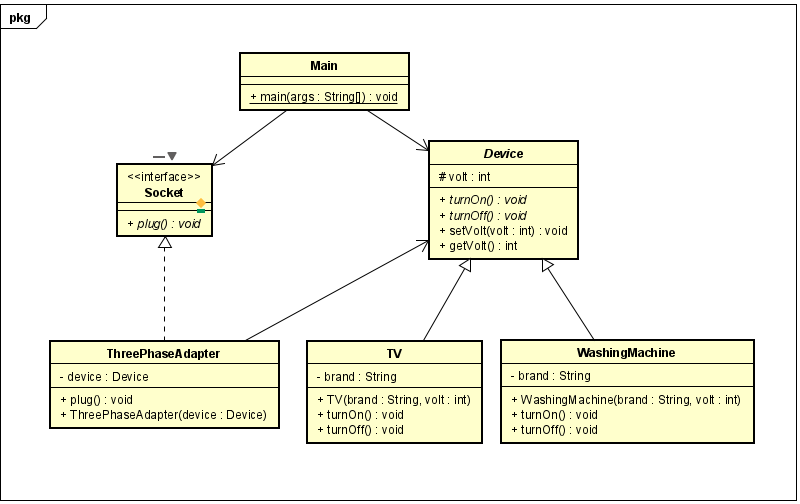 pkg
Main
+ main(args : String[]) : void
<<interface>>
Socket
+ plug() : void
Device
# volt : int
+ turnOn() : void
+ turnOff() : void
+ setVolt(volt : int) : void
+ getVolt() : int
ThreePhaseAdapter
- device : Device
+ plug() : void
+ ThreePhaseAdapter(device : Device)
TV
- brand : String
+ TV(brand : String, volt : int)
+ turnOn() : void
+ turnOff() : void
WashingMachine
- brand : String
+ WashingMachine(brand : String, volt : int)
+ turnOn() : void
+ turnOff() : void